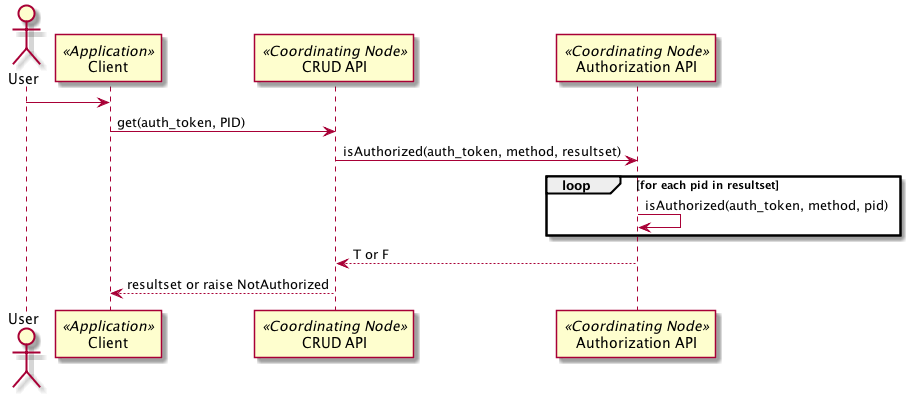 User
«Application»
Client
«Coordinating Node»
CRUD API
«Coordinating Node»
Authorization API
get(auth_token, PID)
isAuthorized(auth_token, method, resultset)
loop
[for each pid in resultset]
isAuthorized(auth_token, method, pid)
T or F
resultset or raise NotAuthorized
User
«Application»
Client
«Coordinating Node»
CRUD API
«Coordinating Node»
Authorization API